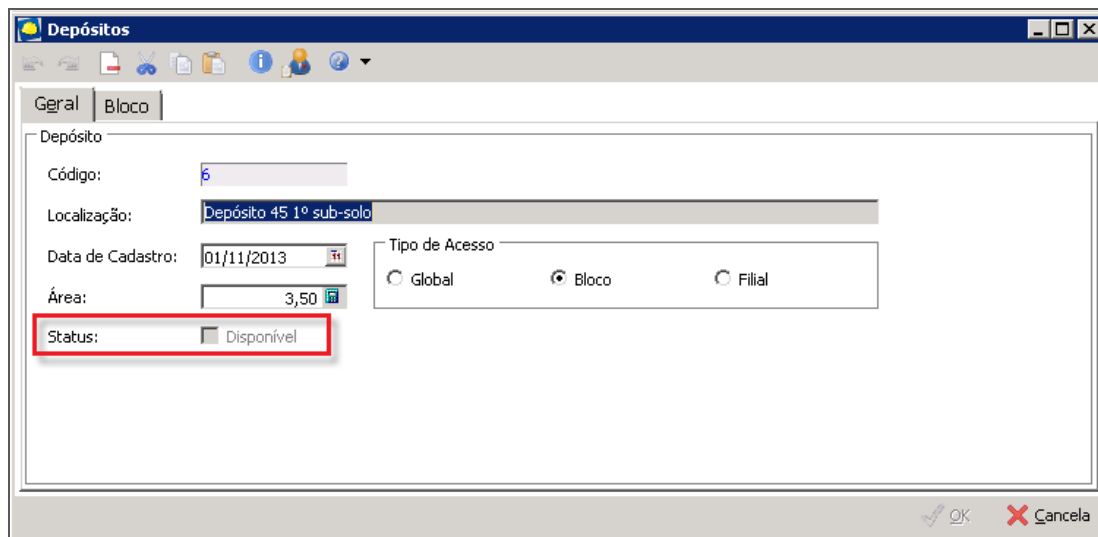 Depósitos
Geral
Bloco
Depósito
Código:
6
Localização:
Depósito 45 1º sub-solo
Data de Cadastro:
01/11/2013
Tipo de Acesso
Global
Bloco
Filial
Área:
3,50
Status:
Disponível
OK
Cancela